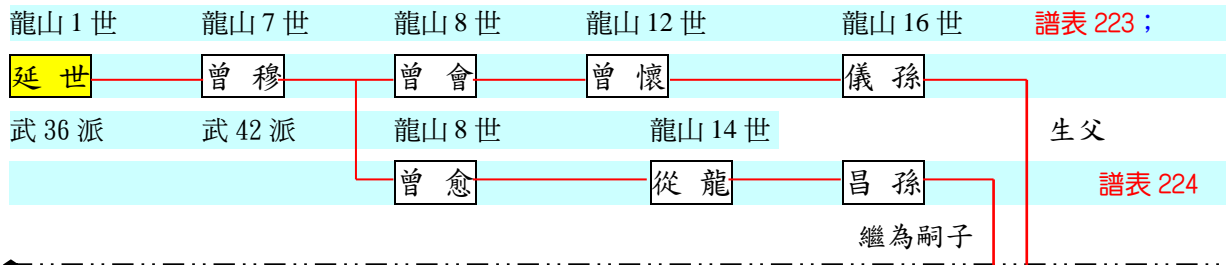 龍山 1 世 龍山 7 世 龍山 8 世 龍山 12 世 龍山 16 世 譜表 223；
延 世 曾 穆 曾 會 曾 懷 儀 孫
武 36 派 武 42 派 龍山 8 世 龍山 14 世 生父
曾 愈 從 龍 昌 孫 譜表 224
繼為嗣子